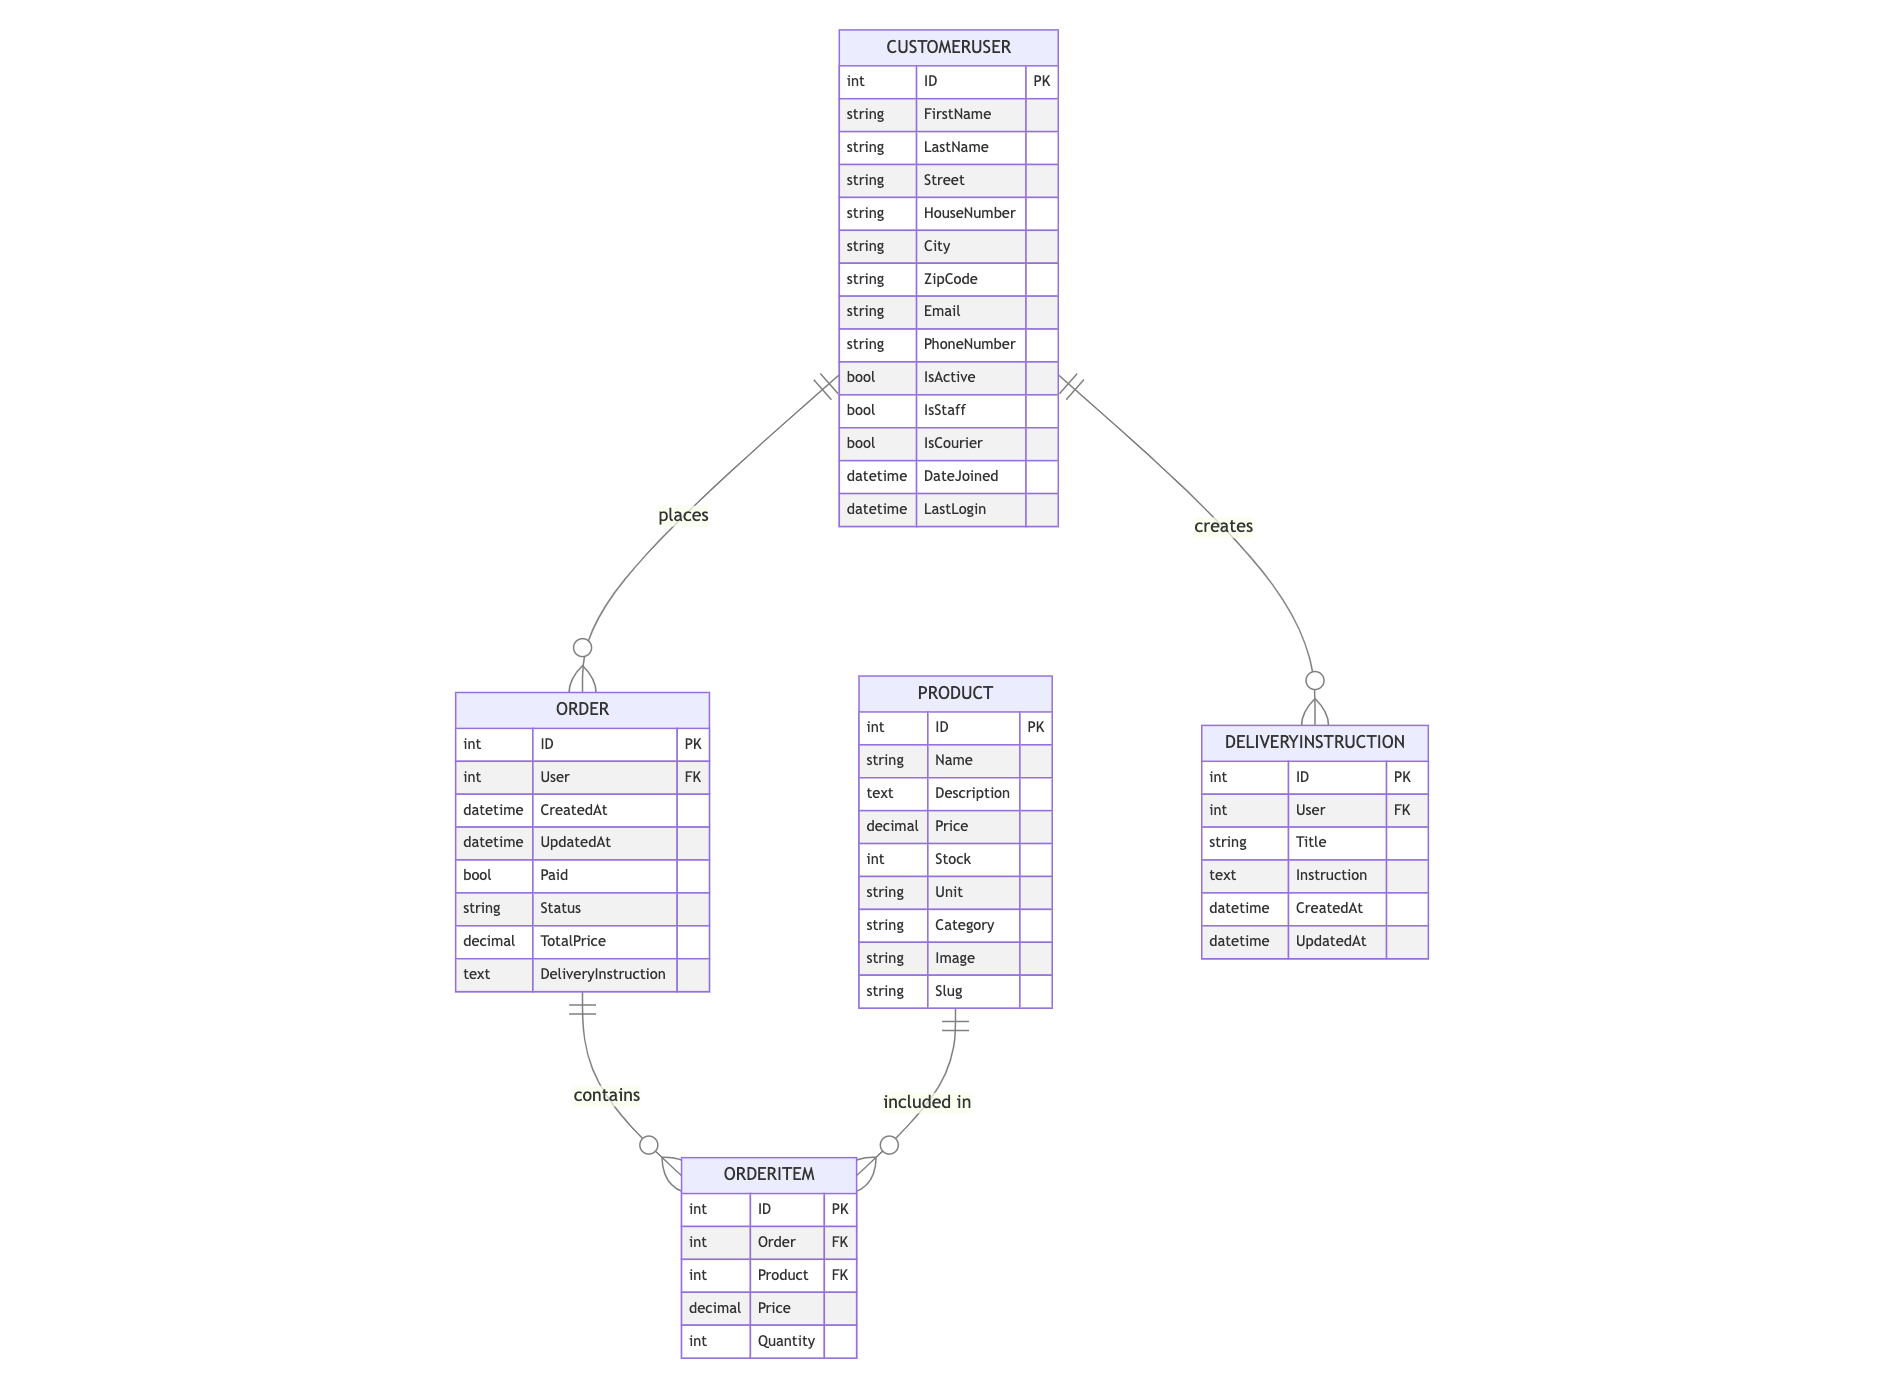 CUSTOMERUSER
int ID PK
string FirstName
string LastName
string Street
string HouseNumber
string City
string ZipCode
string Email
string PhoneNumber
bool IsActive
bool IsStaff
bool IsCourier
datetime DateJoined
datetime LastLogin
places
creates
ORDER
int ID PK
int User FK
datetime CreatedAt
datetime UpdatedAt
bool Paid
string Status
decimal TotalPrice
text DeliveryInstruction
PRODUCT
int ID PK
string Name
text Description
decimal Price
int Stock
string Unit
string Category
string Image
string Slug
DELIVERYINSTRUCTION
int ID PK
int User FK
string Title
text Instruction
datetime CreatedAt
datetime UpdatedAt
contains
included in
ORDERITEM
int ID PK
int Order FK
int Product FK
decimal Price
int Quantity